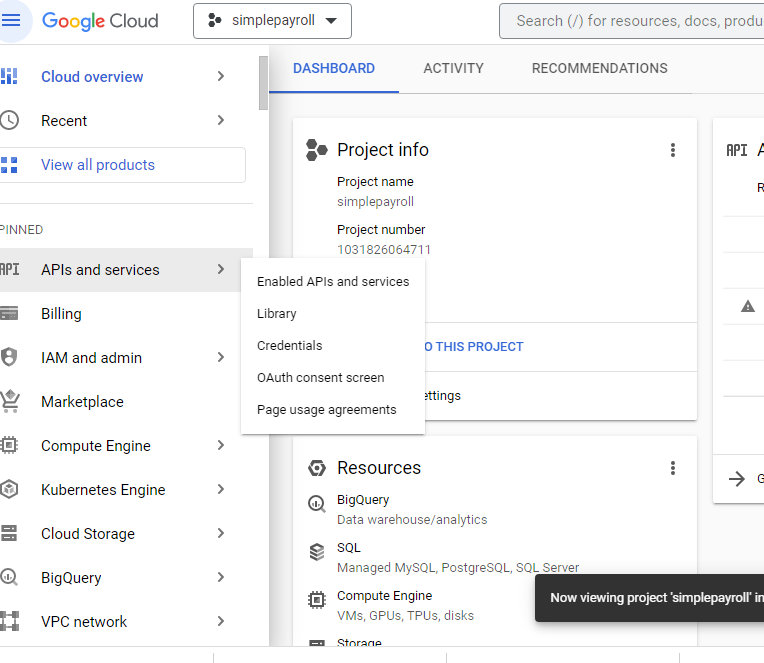 Google Cloud
simplepayroll
Search (/) for resources, docs, produ
Cloud overview
Recent
View all products
PINNED
API APIs and services
Billing
IAM and admin
Marketplace
Compute Engine
Kubernetes Engine
Cloud Storage
BigQuery
VPC network
Enabled APIs and services
Library
Credentials
OAuth consent screen
Page usage agreements
DASHBOARD
ACTIVITY
RECOMMENDATIONS
Project info
Project name
simplepayroll
Project number
1031826064711
O THIS PROJECT
ettings
Resources
BigQuery
Data warehouse/analytics
SQL
Managed MySQL, PostgreSQL, SQL Server
Compute Engine
VMs, GPUs, TPUs, disks
Storage
API A
R
G
Now viewing project 'simplepayroll' in